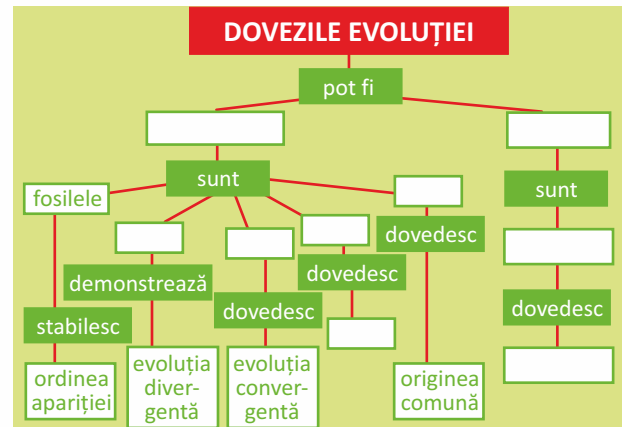 DOVEZILE EVOLUȚIEI
pot fi
sunt
sunt
fosilele
dovedesc
demonstrează
dovedesc
stabilesc
dovedesc
dovedesc
ordinea
apariției
evoluția
diver-
gentă
evoluția
conver-
gentă
originea
comună